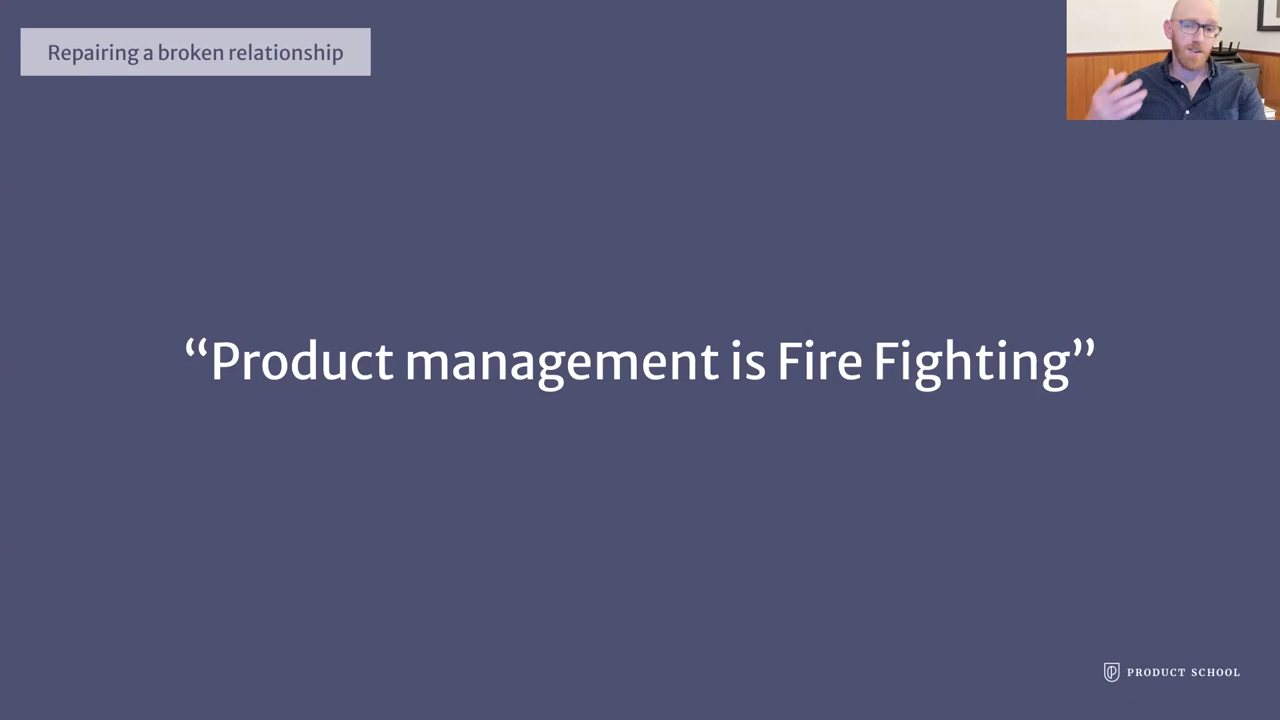 Repairing a broken relationship
“Product management is Fire Fighting”
PRODUCT SCHOOL